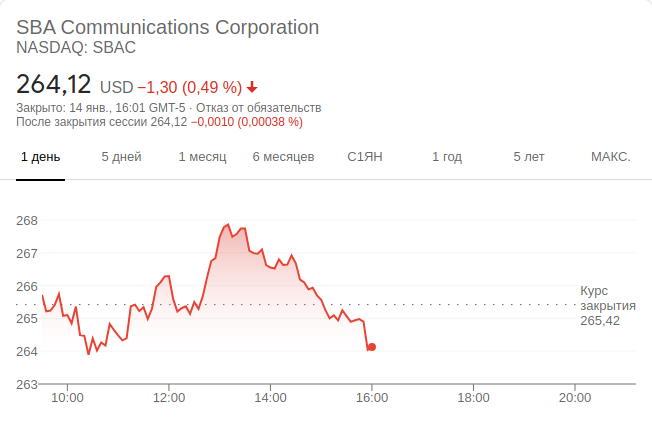 SBA Communications Corporation
NASDAQ: SBAC
264,12 USD −1,30 (0,49 %)
Закрыто: 14 янв., 16:01 GMT-5 · Отказ от обязательств
После закрытия сессии 264,12 −0,0010 (0,00038 %)
1 день 5 дней 1 месяц 6 месяцев С1ЯН 1 год 5 лет МАКС.
268
267
266
265
264
263
Курс
закрытия
265,42
10:00 12:00 14:00 16:00 18:00 20:00